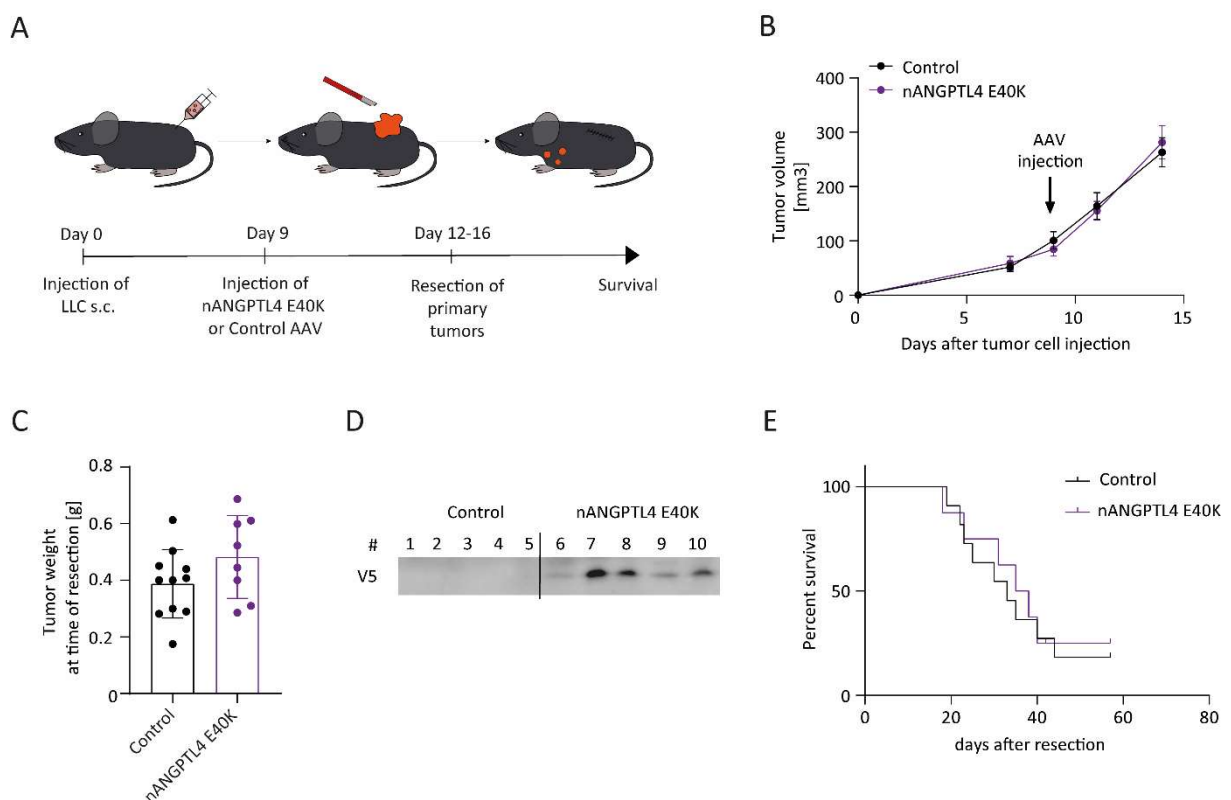 A
Day 0
Day 9
Day 12-16
Injection of
LLC s.c.
Injection of
nANGPTL4 E40K
or Control AAV
Resection of
primary
tumors
Survival
B
Control
nANGPTL4 E40K
AAV
injection
Tumor volume
[mm3]
400
300
200
100
0
0 5 10 15
Days after tumor cell injection
C
Tumor weight
at time of resection [g]
0.8
0.6
0.4
0.2
0
Control
nANGPTL4 E40K
D
Control nANGPTL4 E40K
# 1 2 3 4 5 6 7 8 9 10
V5
E
Control
nANGPTL4 E40K
Percent survival
100
50
0
0 20 40 60 80
days after resection